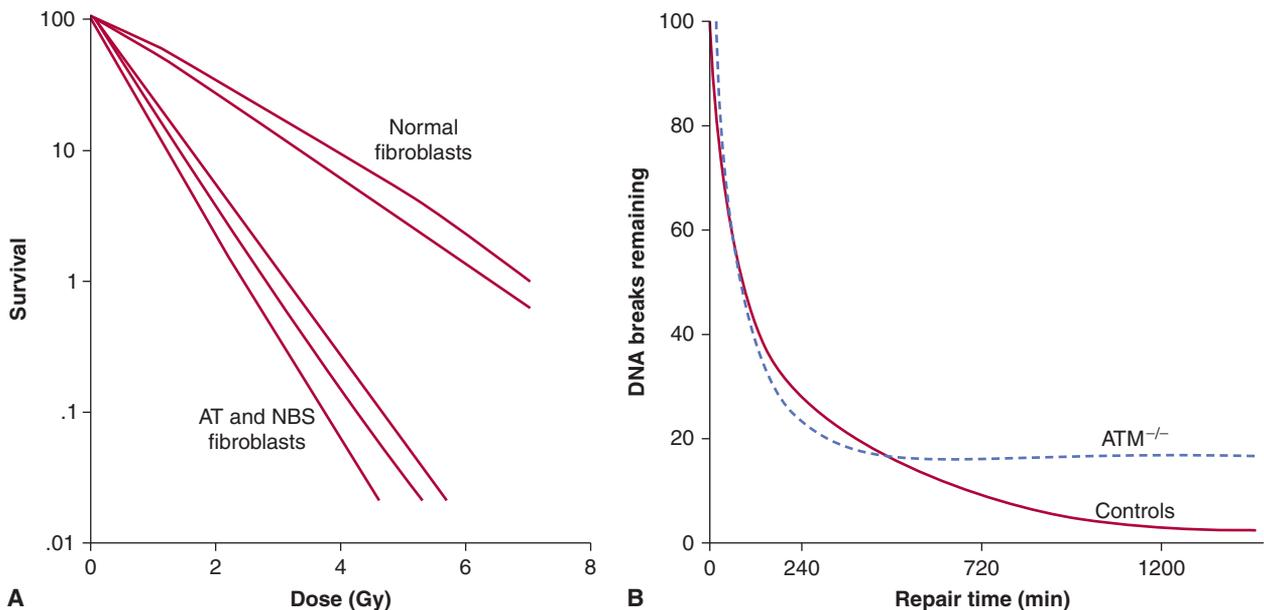 100
10
1
.1
.01
0
2
4
6
8
Survival
Dose (Gy)
Normal
fibroblasts
AT and NBS
fibroblasts
A
100
80
60
40
20
0
0
240
720
1200
DNA breaks remaining
Repair time (min)
ATM−/−
Controls
B